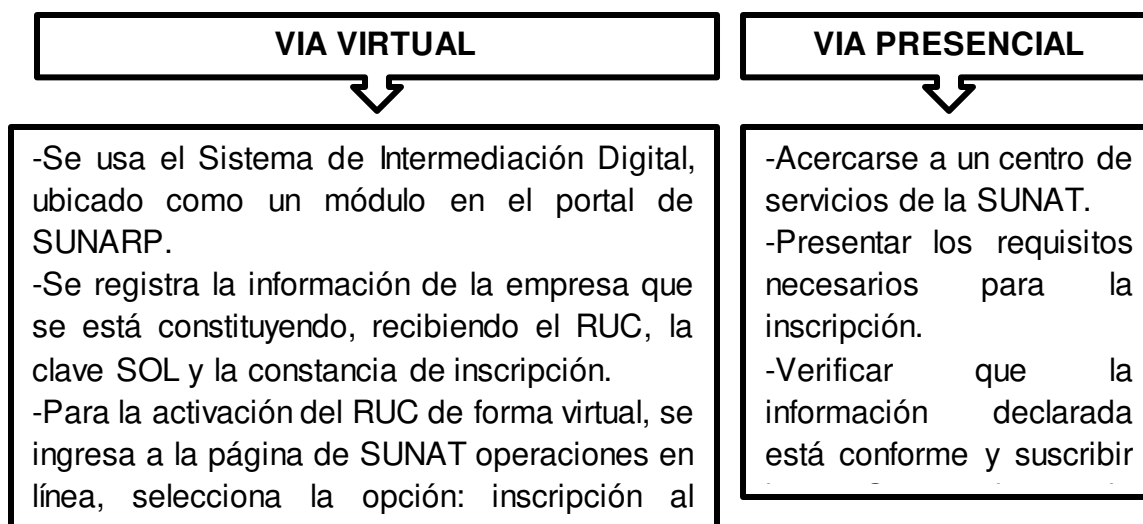 VIA VIRTUAL
-Se usa el Sistema de Intermediación Digital,
ubicado como un módulo en el portal de
SUNARP.
-Se registra la información de la empresa que
se está constituyendo, recibiendo el RUC, la
clave SOL y la constancia de inscripción.
-Para la activación del RUC de forma virtual, se
ingresa a la página de SUNAT operaciones en
línea, selecciona la opción: inscripción al
VIA PRESENCIAL
-Acercarse a un centro de
servicios de la SUNAT.
-Presentar los requisitos
necesarios para la
inscripción.
-Verificar que la
información declarada
está conforme y suscribir